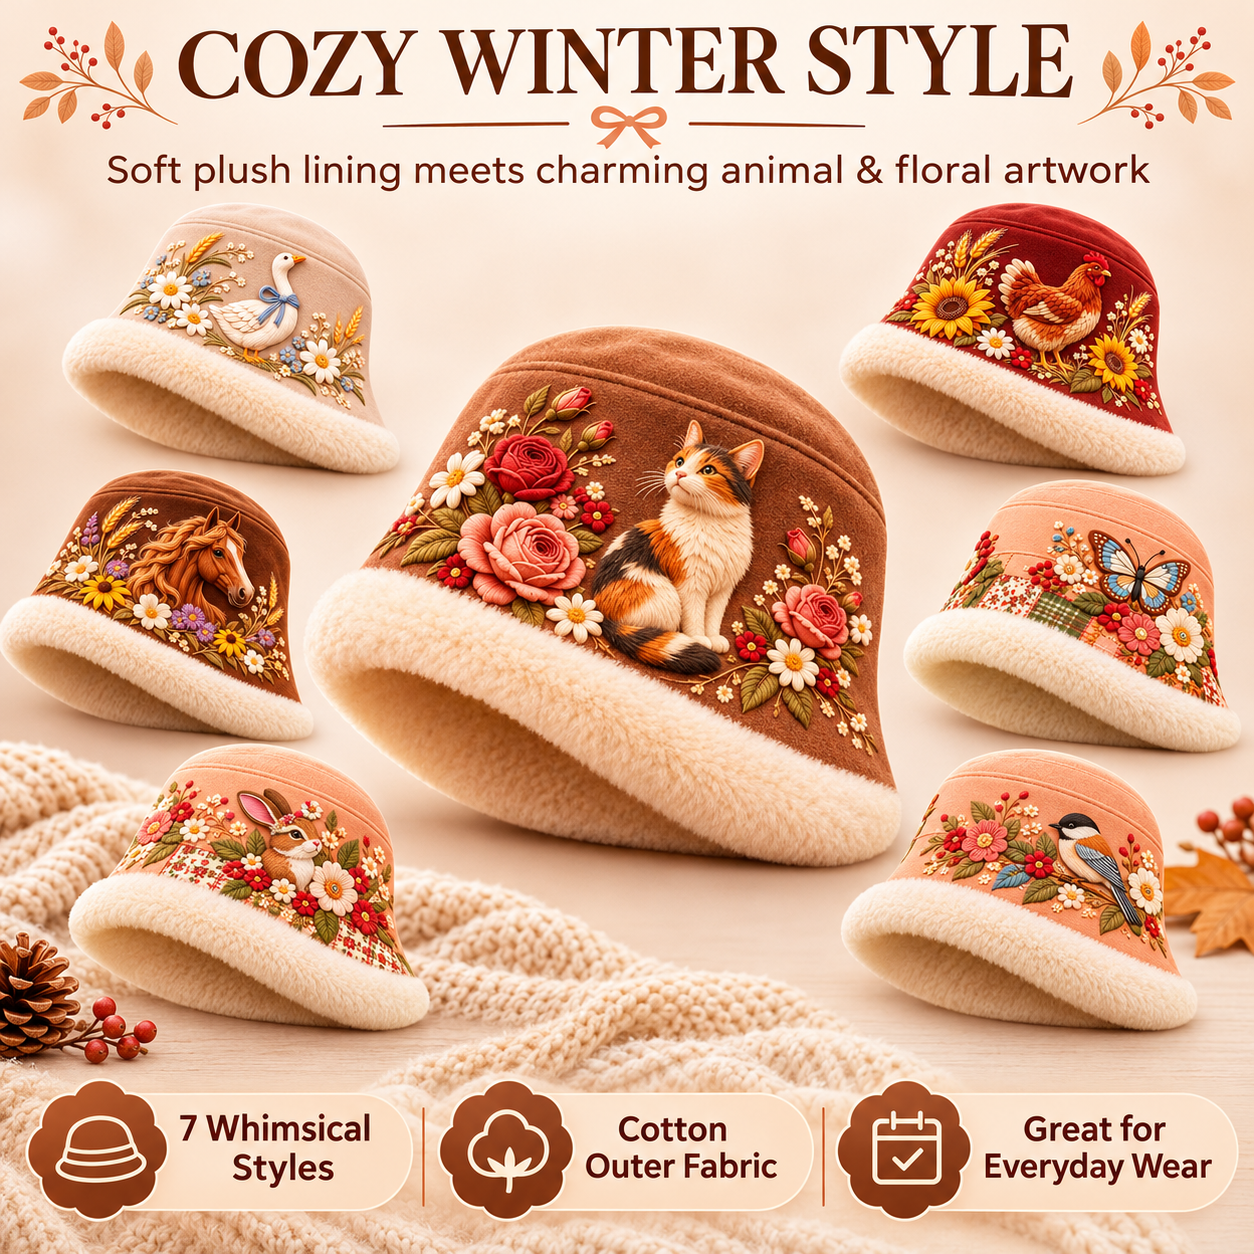 COZY WINTER STYLE
Soft plush lining meets charming animal & floral artwork
7 Whimsical
Styles
Cotton
Outer Fabric
Great for
Everyday Wear